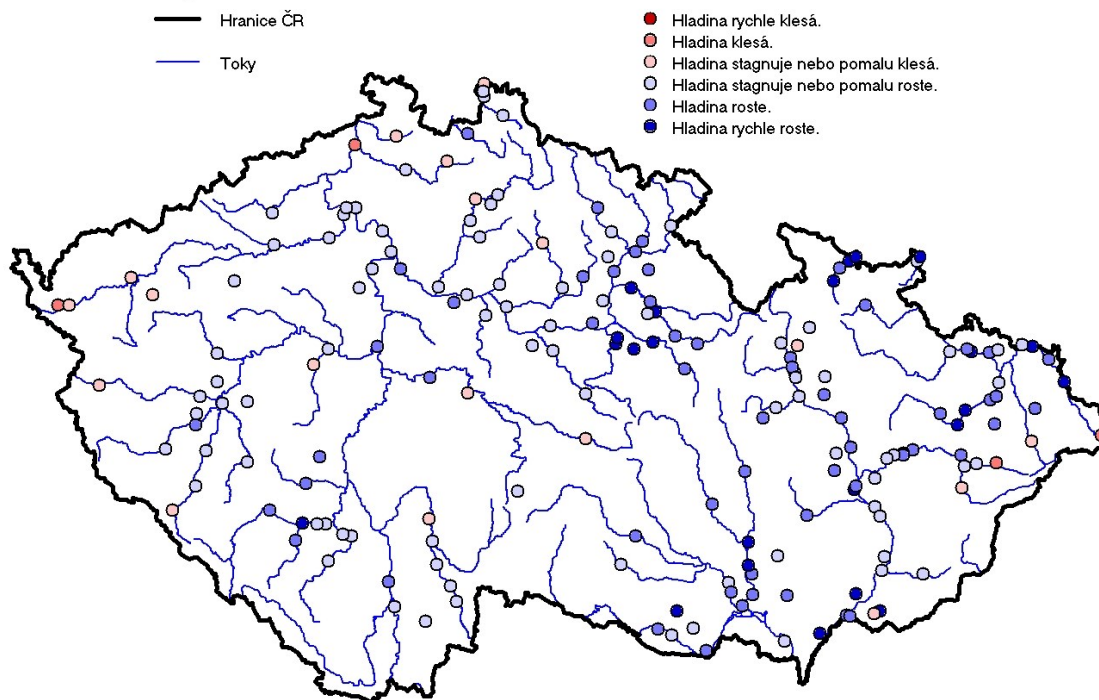 Hranice ČR
Toky
Hladina rychle klesá.
Hladina klesá.
Hladina stagnuje nebo pomalu klesá.
Hladina stagnuje nebo pomalu roste.
Hladina roste.
Hladina rychle roste.